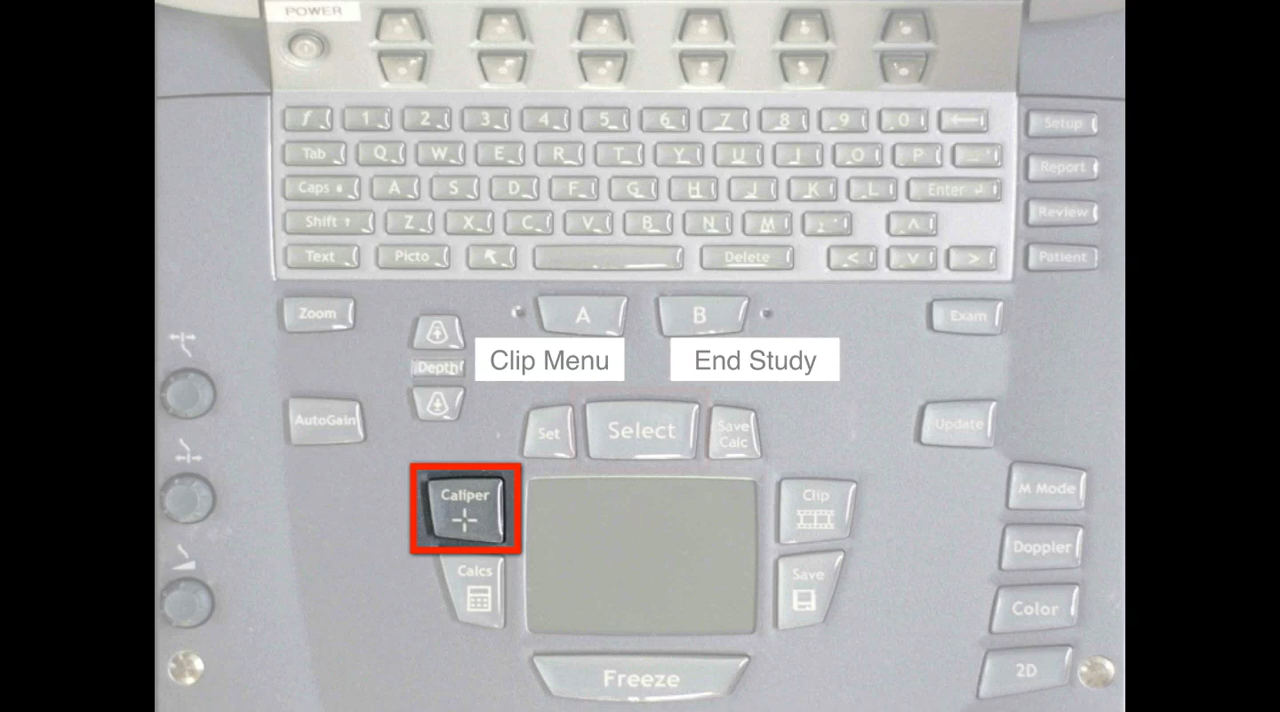 POWER
f 1 2 3 4 5 6 7 8 9 0
Tab Q W E R T Y U I O P
Caps A S D F G H J K L Enter
Shift ↑ Z X C V B N M
Text Picto Delete < v >
Setup
Report
Review
Patient
Zoom
A
B
Exam
Depth
Clip Menu
End Study
AutoGain
Set
Select
Save
Calc
Update
Caliper
Clip
M Mode
Calcs
Save
Doppler
Color
Freeze
2D